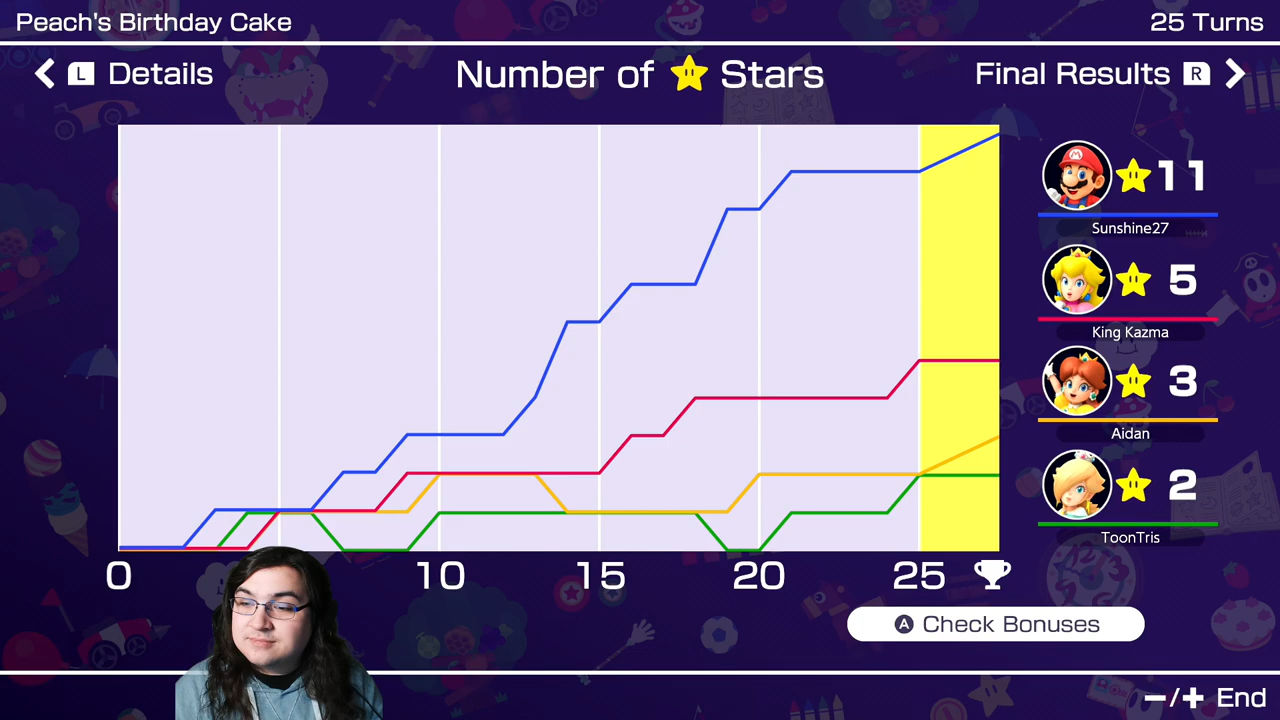 Peach's Birthday Cake
25 Turns
L Details
Number of Stars
Final Results R
11
Sunshine27
5
King Kazma
3
Aidan
2
ToonTris
0 10 15 20 25
A Check Bonuses
−/+ End